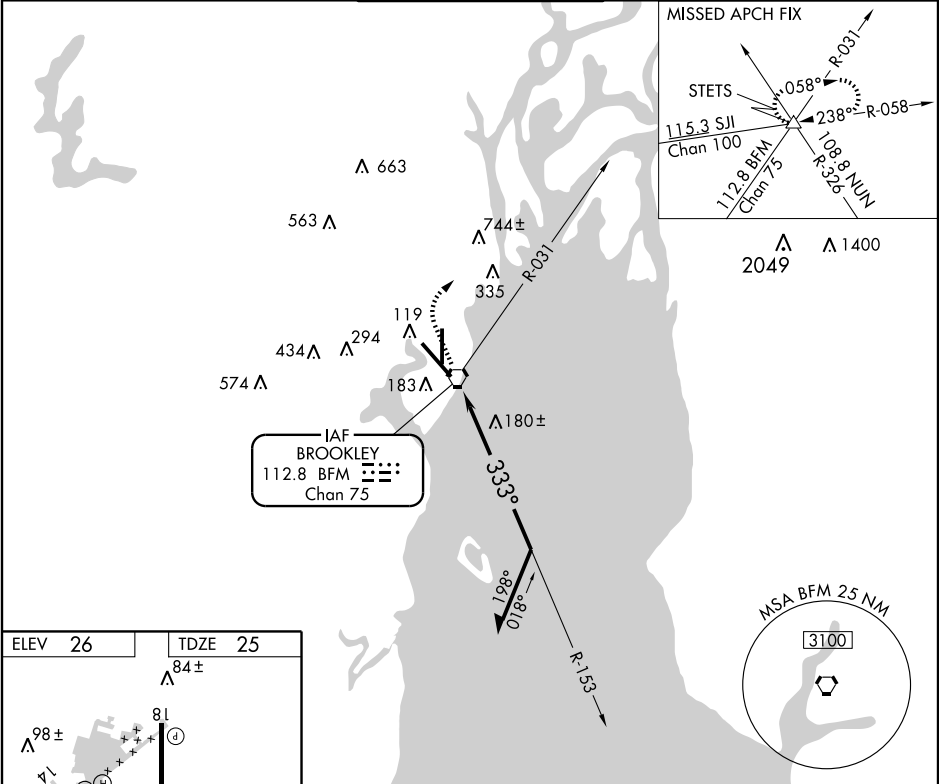 MISSED APCH FIX
R-031
STETS
058°
238°
R-058
115.3 SJI
Chan 100
112.8 BFM
Chan 75
108.8 NUN
R-326
663
563
744±
335
R-031
2049
1400
119
434
294
574
183
180±
IAF
BROOKLEY
112.8 BFM
Chan 75
333°
198°
018°
R-153
MSA BFM 25 NM
3100
ELEV 26
TDZE 25
84±
18
P
98±
14